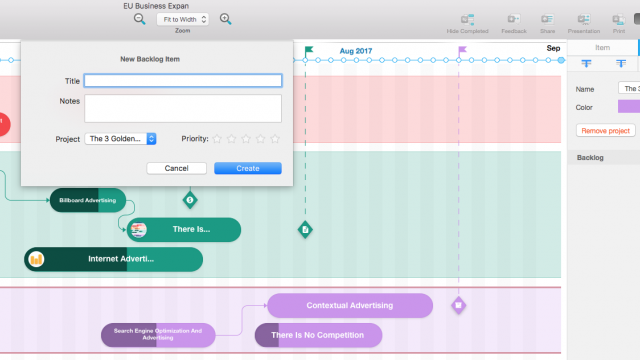 EU Business Expan
Fit to Width
Zoom
Hide Completed
Feedback
Share
Presentation
Print
Aug 2017
Sep
Item
New Backlog Item
Title
Notes
Project
The 3 Golden...
Priority:
Cancel
Create
Name
The 3
Color
Remove project
Backlog
Billboard Advertising
There Is...
Internet Adverti...
Contextual Advertising
Search Engine Optimization And
Advertising
There Is No Competition